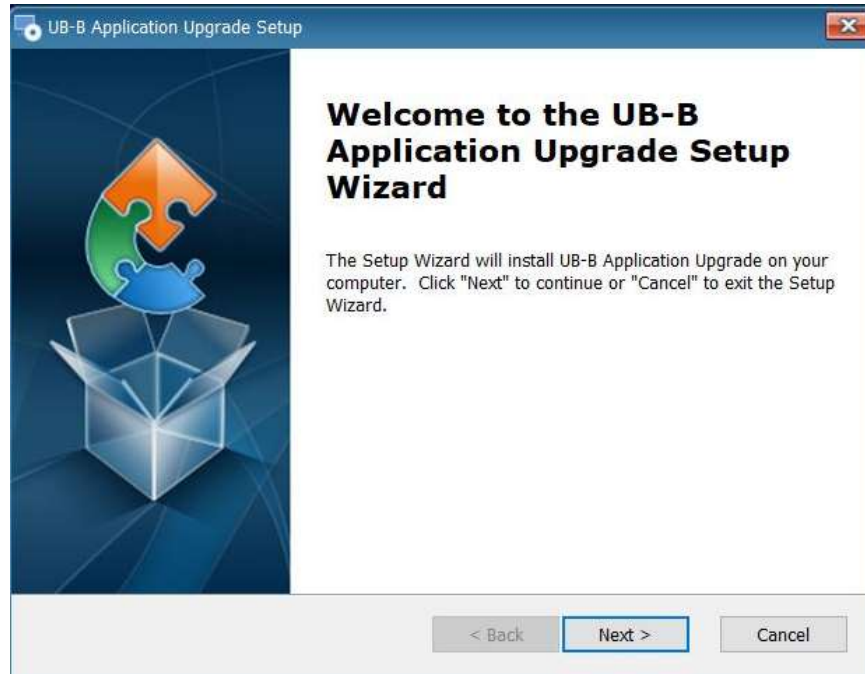 UB-B Application Upgrade Setup
Welcome to the UB-B
Application Upgrade Setup
Wizard
The Setup Wizard will install UB-B Application Upgrade on your
computer.  Click "Next" to continue or "Cancel" to exit the Setup
Wizard.
< Back Next > Cancel